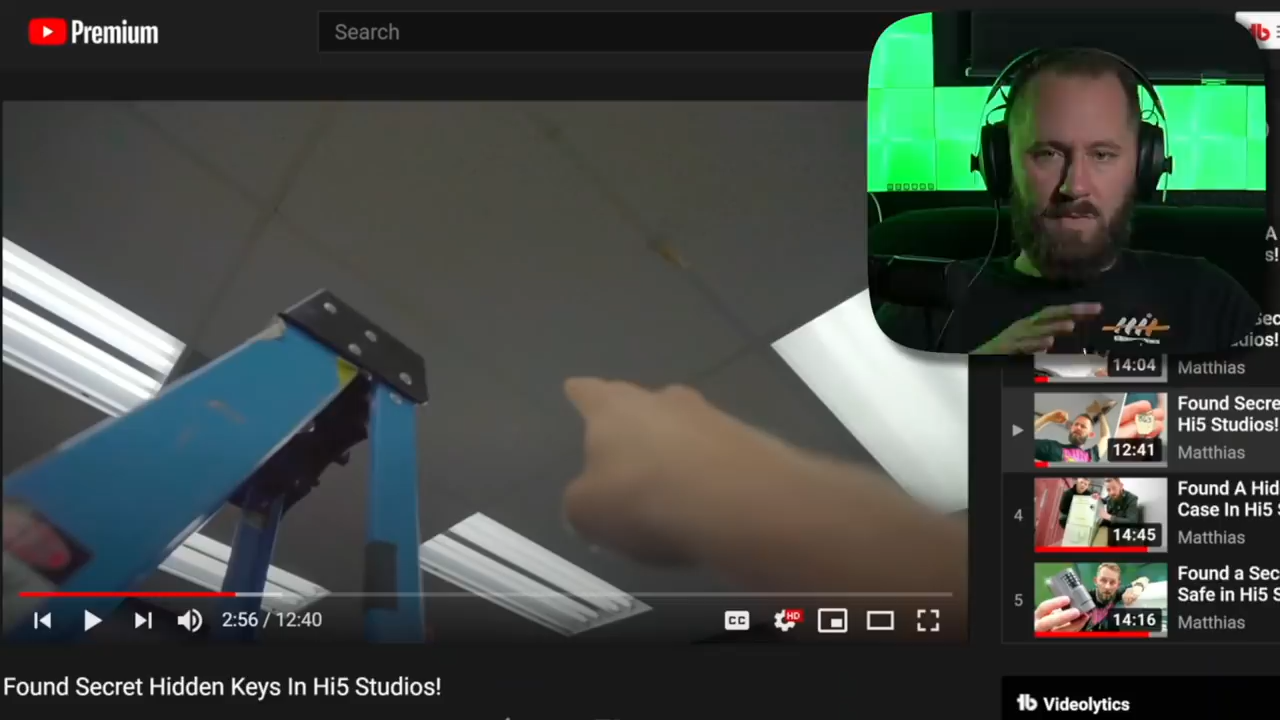 Premium
Search
14:04
Matthias
Found Secre
Hi5 Studios!
12:41
Matthias
4
Found A Hid
Case In Hi5 S
14:45
Matthias
5
Found a Sec
Safe in Hi5 S
14:16
Matthias
2:56 / 12:40
CC
HD
Found Secret Hidden Keys In Hi5 Studios!
Videolytics